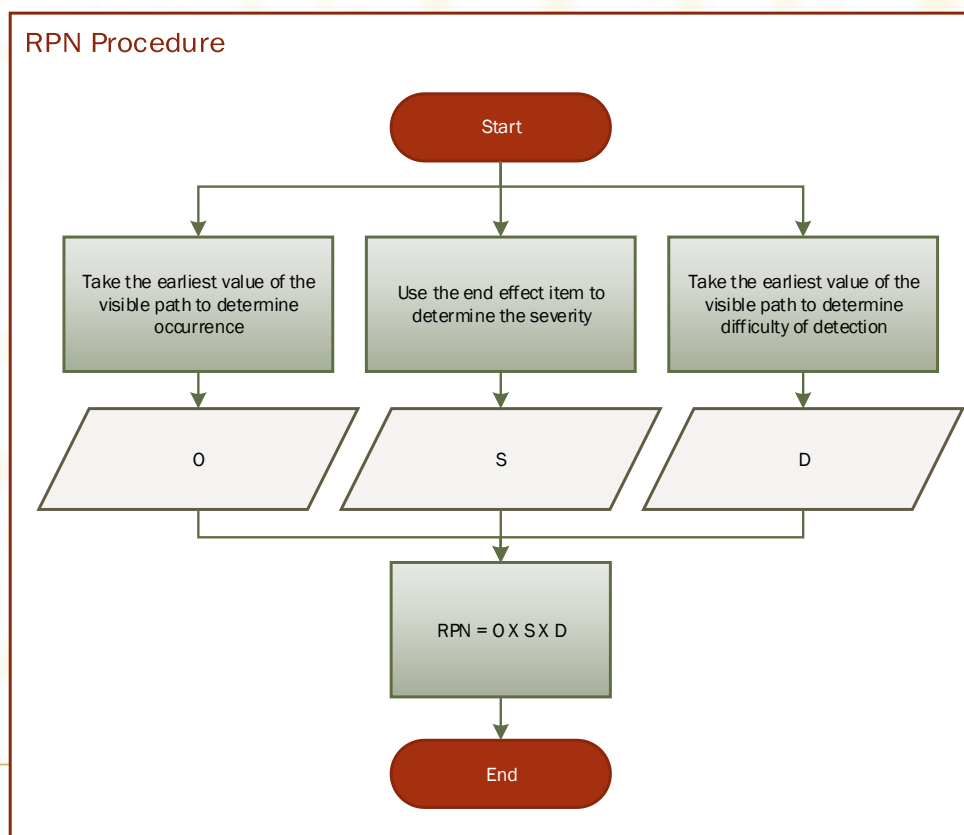 RPN Procedure
Start
Take the earliest value of the
visible path to determine
occurrence
Use the end effect item to
determine the severity
Take the earliest value of the
visible path to determine
difficulty of detection
O
S
D
RPN = O X S X D
End